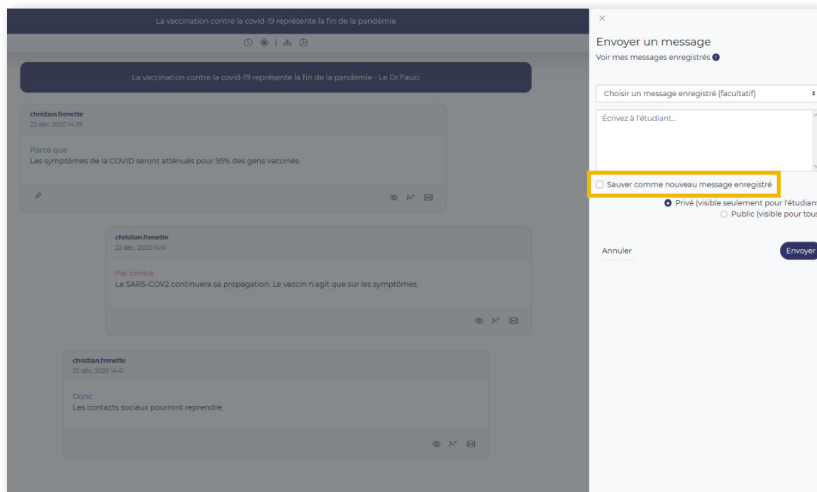 La vaccination contre la covid-19 représente la fin de la pandémie
La vaccination contre la covid-19 représente la fin de la pandémie - Le Dr.Fauci
christian.frenette
22 déc. 2020 14:39
Parce que
Les symptômes de la COVID seront atténués pour 95% des gens vaccinés.
christian.frenette
22 déc. 2020 14:41
Par contre
Le SARS-COV2 continuera sa propagation. Le vaccin n'agit que sur les symptômes.
christian.frenette
22 déc. 2020 14:41
Donc
Les contacts sociaux pourront reprendre.
×
Envoyer un message
Voir mes messages enregistrés
Choisir un message enregistré (facultatif)
Écrivez à l'étudiant...
Sauver comme nouveau message enregistré
Privé (visible seulement pour l'étudiant
Public (visible pour tous
Annuler
Envoyer